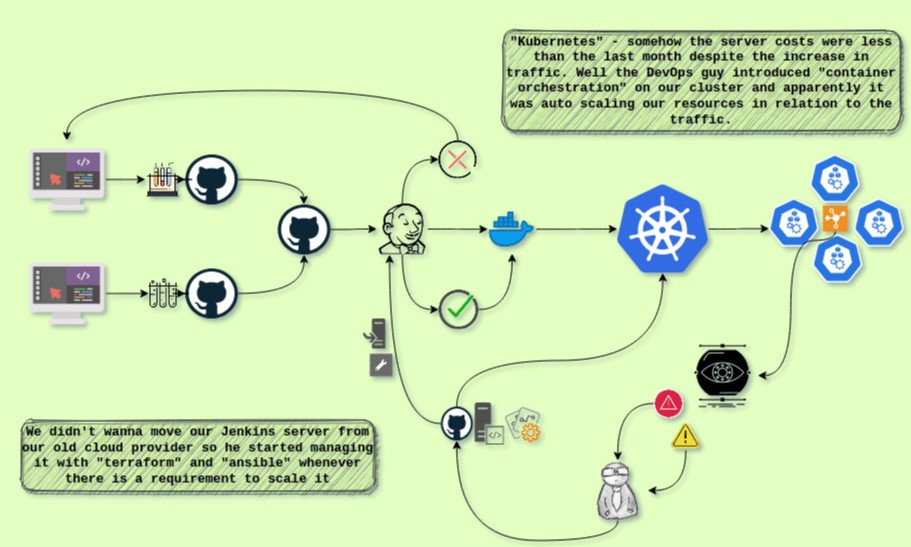 "Kubernetes" - somehow the server costs were less
than the last month despite the increase in
traffic. Well the DevOps guy introduced "container
orchestration" on our cluster and apparently it
was auto scaling our resources in relation to the
traffic.
We didn't wanna move our Jenkins server from
our old cloud provider so he started managing
it with "terraform" and "ansible" whenever
there is a requirement to scale it